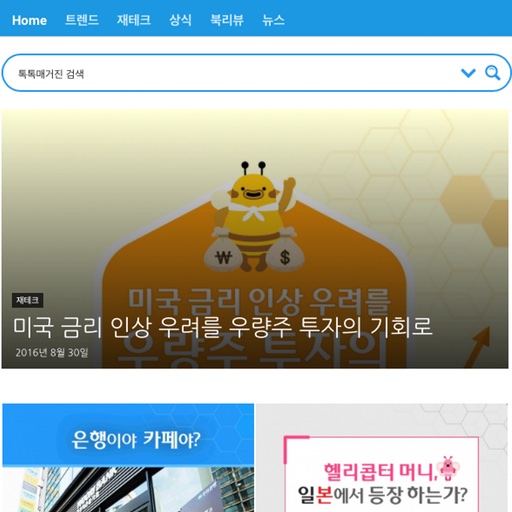 Home 트렌드 재테크 상식 북리뷰 뉴스
톡톡매거진 검색
₩ $
미국 금리 인상 우려를
우량주 투자의
재테크
미국 금리 인상 우려를 우량주 투자의 기회로
2016년 8월 30일
은행이야 카페야?
헬리콥터 머니,
일본에서 등장 하는가?